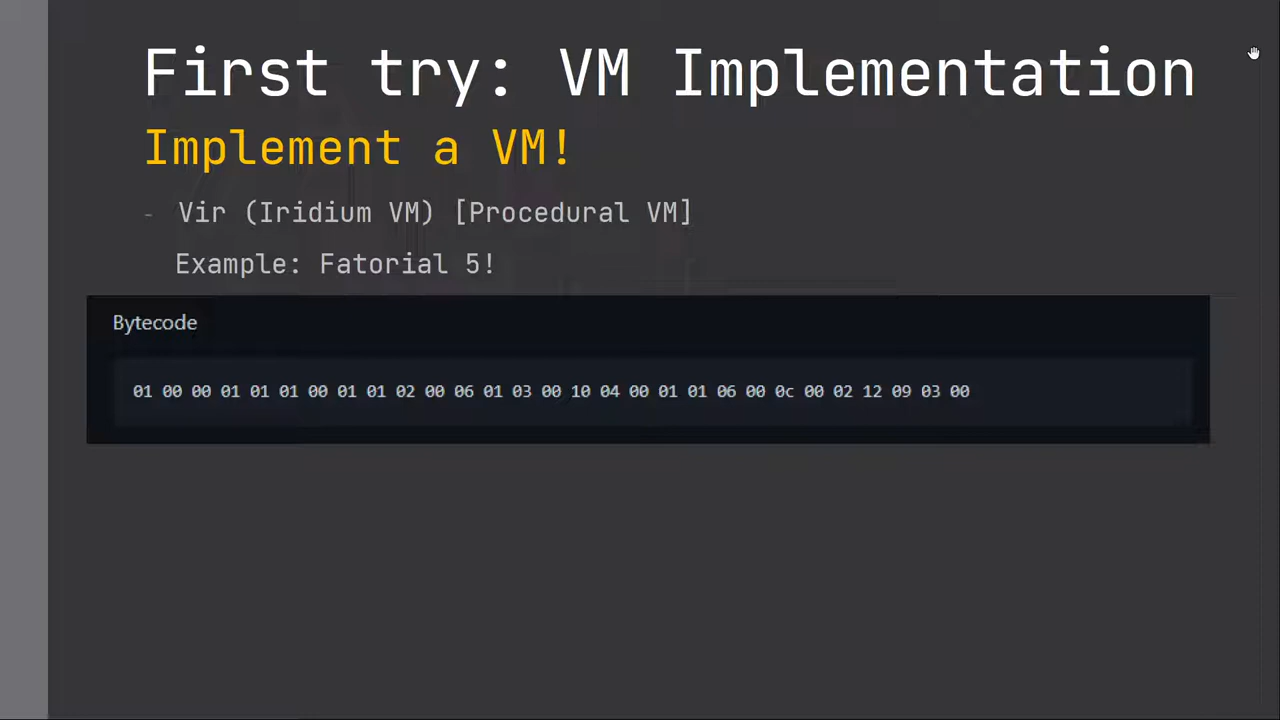 First try: VM Implementation
Implement a VM!
- Vir (Iridium VM) [Procedural VM]
Example: Fatorial 5!
Bytecode
01 00 00 01 01 01 00 01 01 02 00 06 01 03 00 10 04 00 01 01 06 00 0c 00 02 12 09 03 00